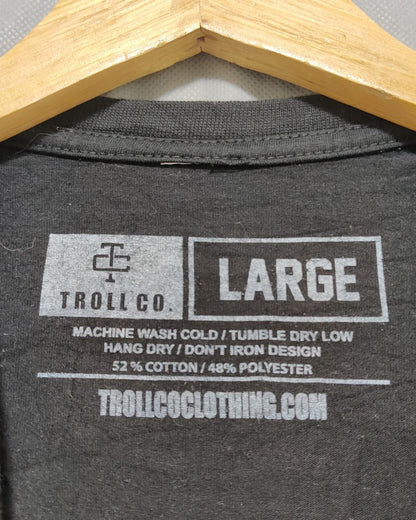 TC
TROLL CO.
LARGE
MACHINE WASH COLD / TUMBLE DRY LOW
HANG DRY / DON'T IRON DESIGN
52 % COTTON / 48% POLYESTER
TROLLCOCLOTHING.COM